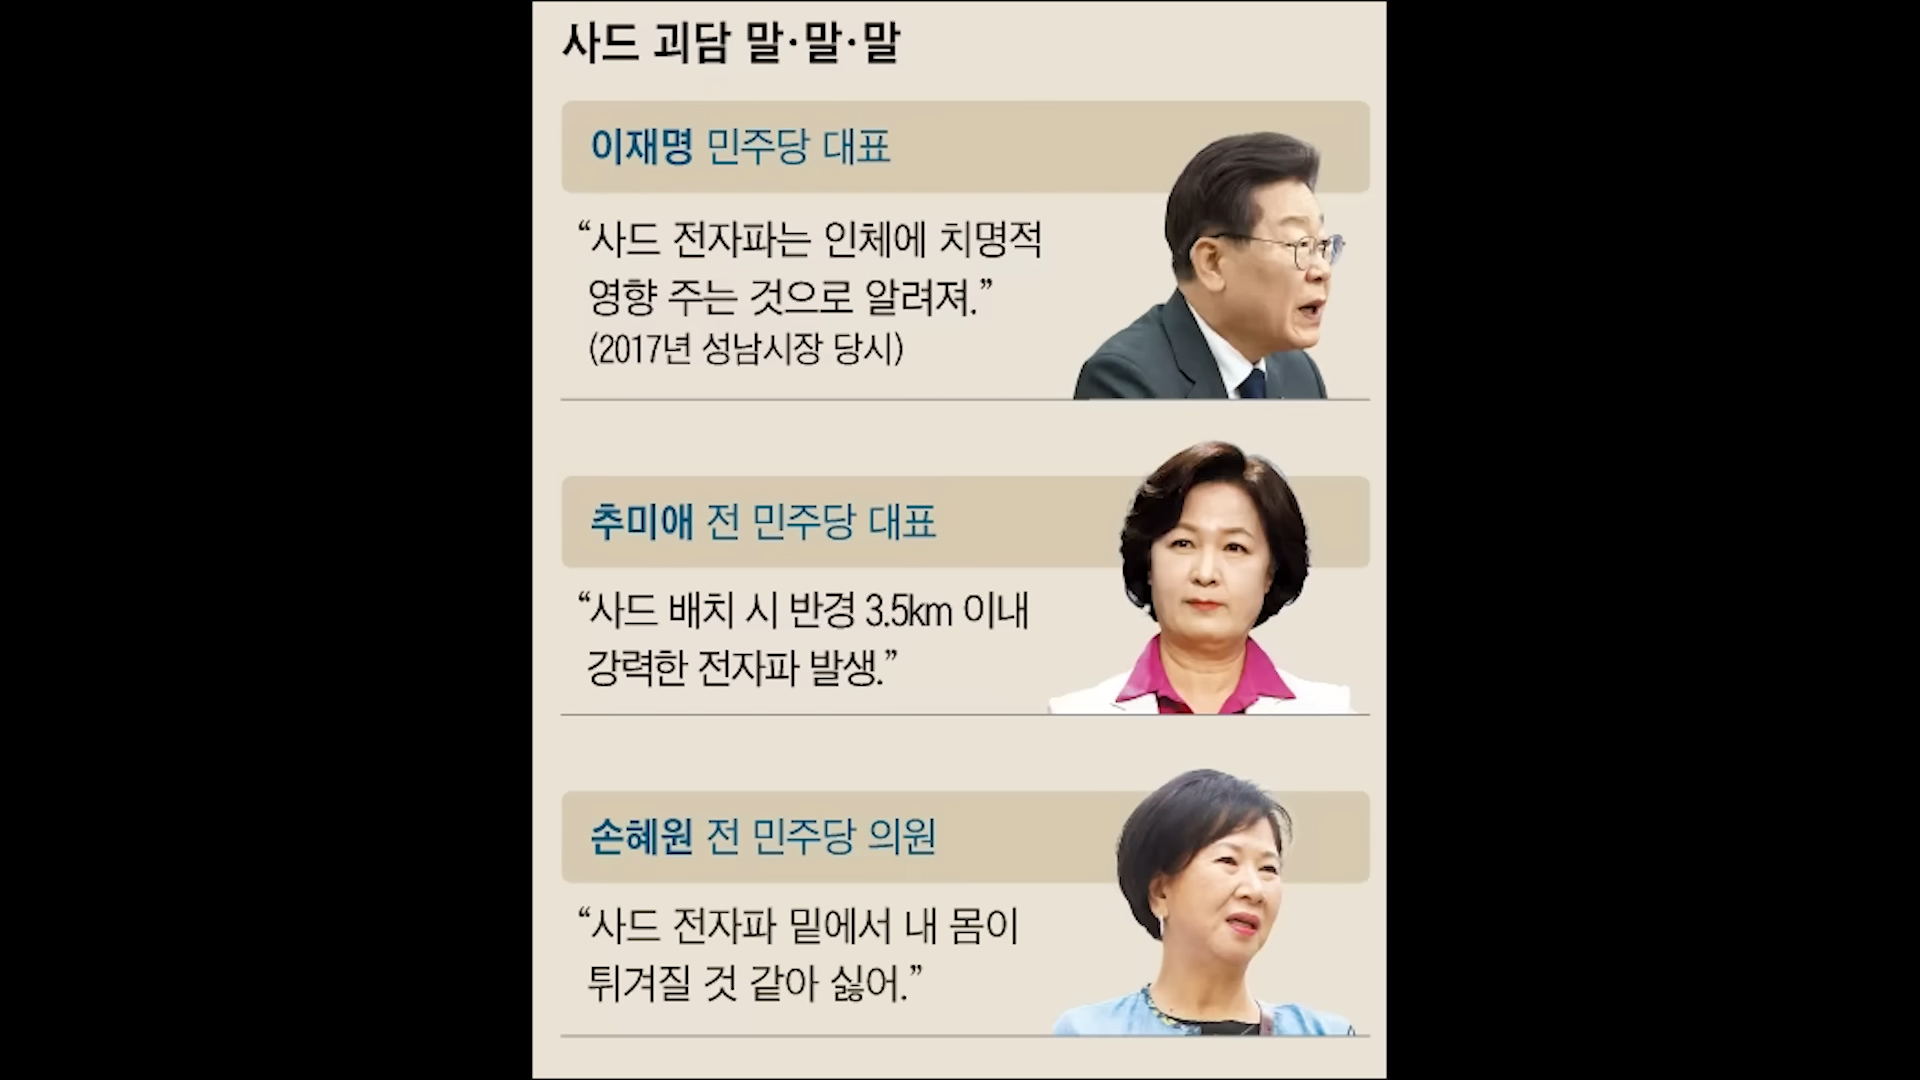 사드 괴담 말·말·말
이재명 민주당 대표
“사드 전자파는 인체에 치명적
영향 주는 것으로 알려져.”
(2017년 성남시장 당시)
추미애 전 민주당 대표
“사드 배치 시 반경 3.5km 이내
강력한 전자파 발생.”
손혜원 전 민주당 의원
“사드 전자파 밑에서 내 몸이
튀겨질 것 같아 싫어.”